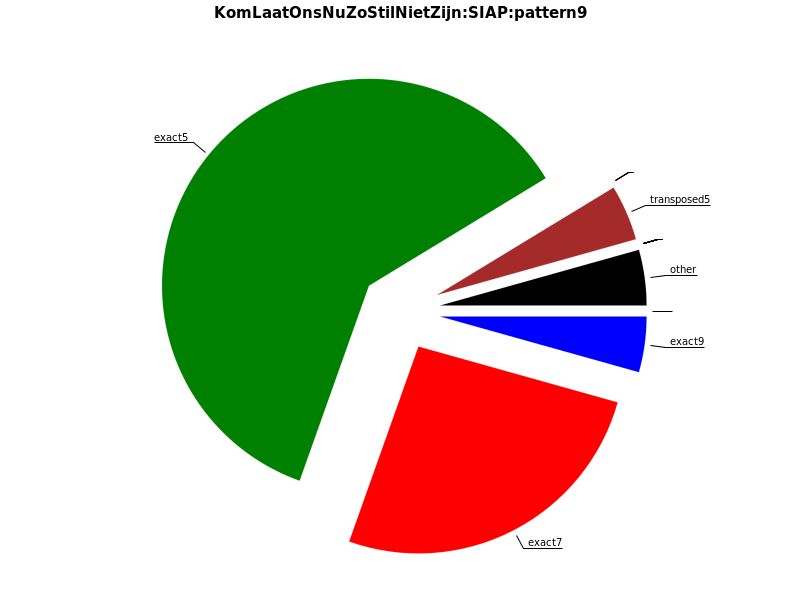 KomLaatOnsNuZoStilNietZijn:SIAP:pattern9
exact5
transposed5
other
exact9
exact7